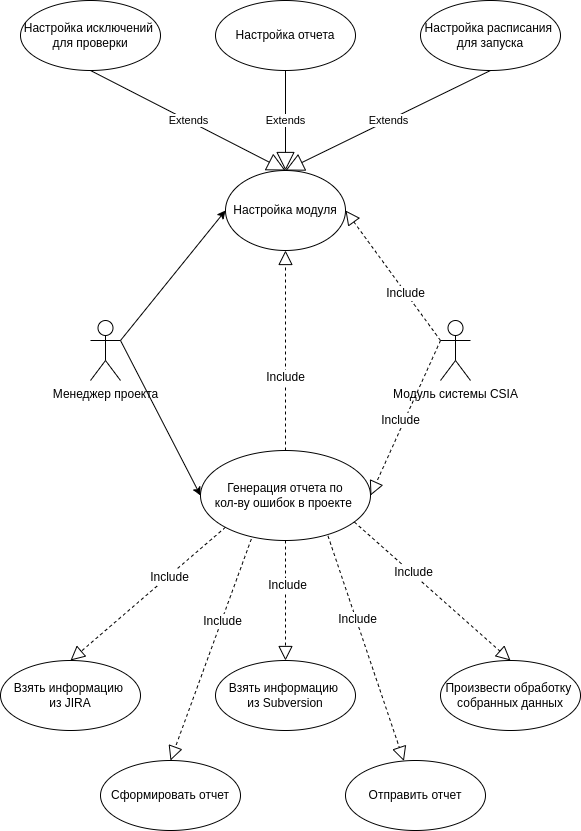 Настройка исключений
для проверки
Настройка отчета
Настройка расписания
для запуска
Extends
Extends
Extends
Настройка модуля
Include
Менеджер проекта
Include
Модуль системы CSIA
Include
Генерация отчета по
кол-ву ошибок в проекте
Include
Include
Include
Include
Include
Взять информацию
из JIRA
Взять информацию
из Subversion
Произвести обработку
собранных данных
Сформировать отчет
Отправить отчет